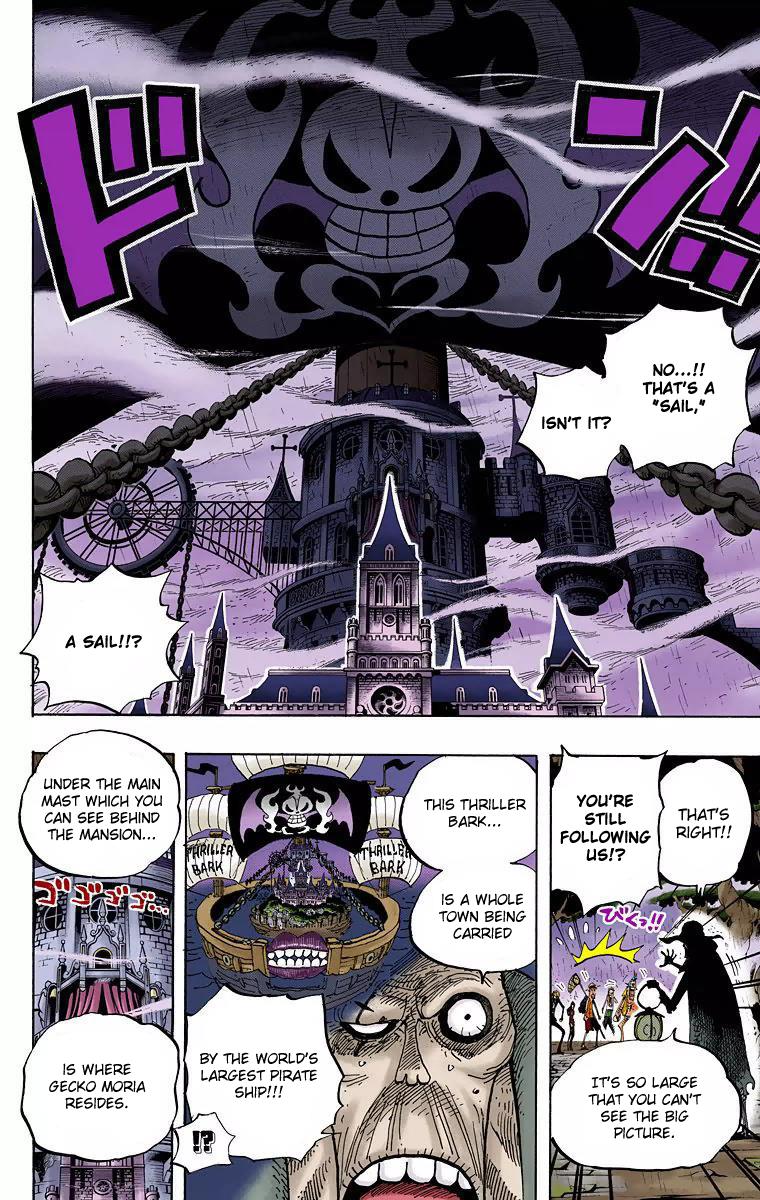 ドン!!
NO...!!
THAT'S A
"SAIL,"
ISN'T IT?
A SAIL!!?
THAT'S
RIGHT!!
YOU'RE
STILL
FOLLOWING
US!?
びくっ!!
IT'S SO LARGE
THAT YOU CAN'T
SEE THE BIG
PICTURE.
THIS THRILLER
BARK...
THRILLER
BARK
THRILLER
BARK
IS A WHOLE
TOWN BEING
CARRIED
BY THE WORLD'S
LARGEST PIRATE
SHIP!!!
!?
UNDER THE MAIN
MAST WHICH YOU
CAN SEE BEHIND
THE MANSION...
ゴゴゴゴ...
IS WHERE
GECKO MORIA
RESIDES.